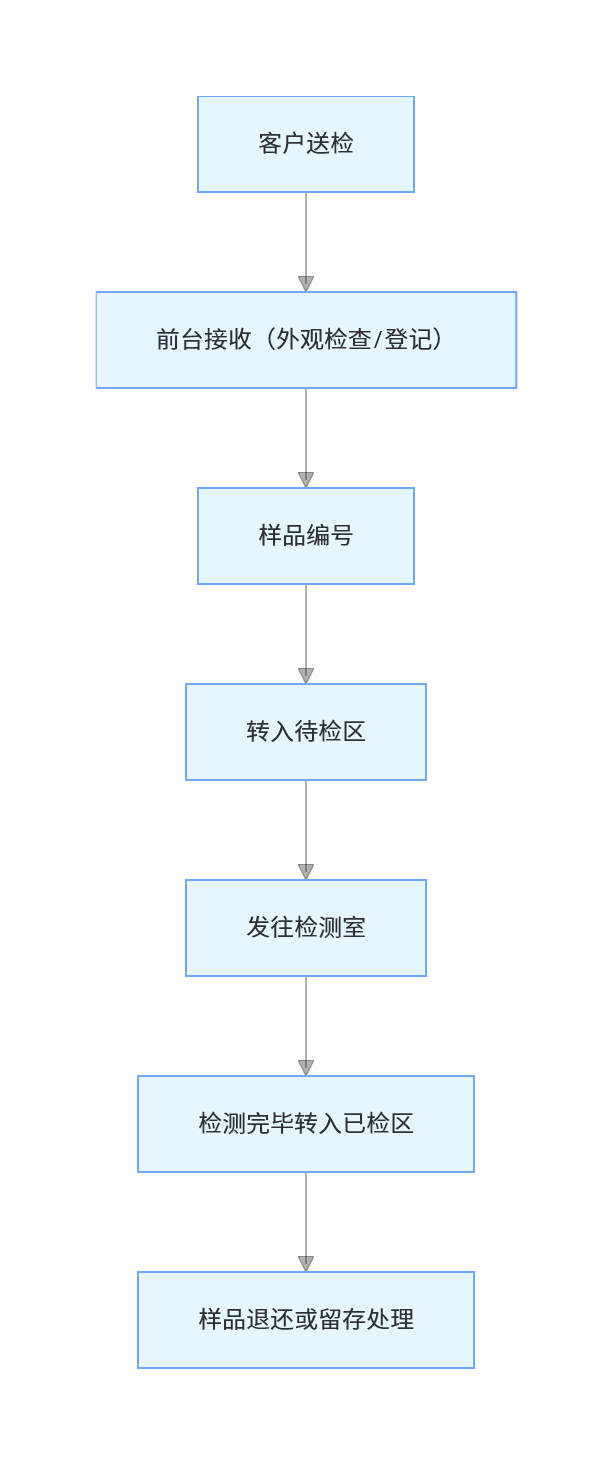 客户送检
前台接收（外观检查/登记）
样品编号
转入待检区
发往检测室
检测完毕转入已检区
样品退还或留存处理